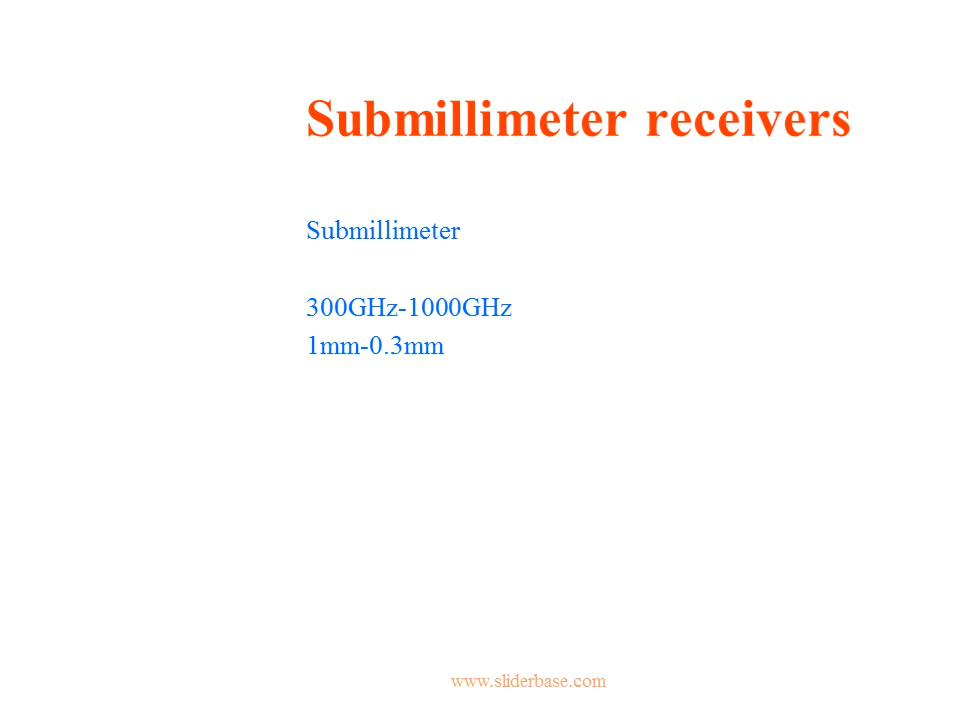 Submillimeter receivers
Submillimeter
300GHz-1000GHz
1mm-0.3mm
www.sliderbase.com